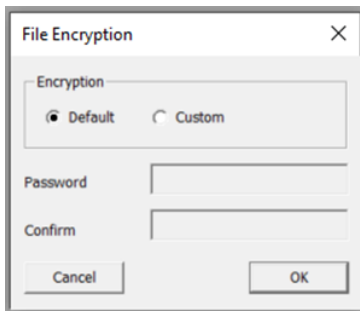 File Encryption
Encryption
Default Custom
Password
Confirm
Cancel OK